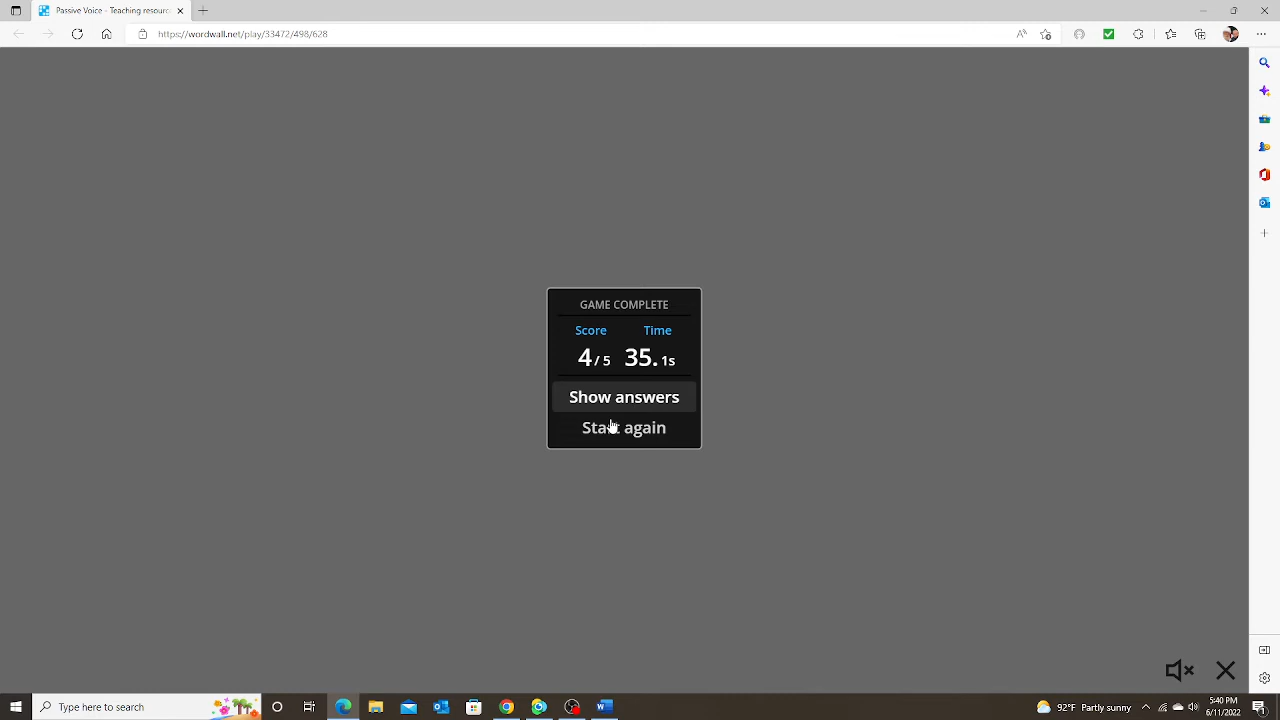 Passive Voice - Teaching resourc
https://wordwall.net/play/33472/498/628
GAME COMPLETE
Score Time
4/ 5 35. 1s
Show answers
Start again
Type here to search
92°F Partly sunny
5:40 PM
6/11/2022